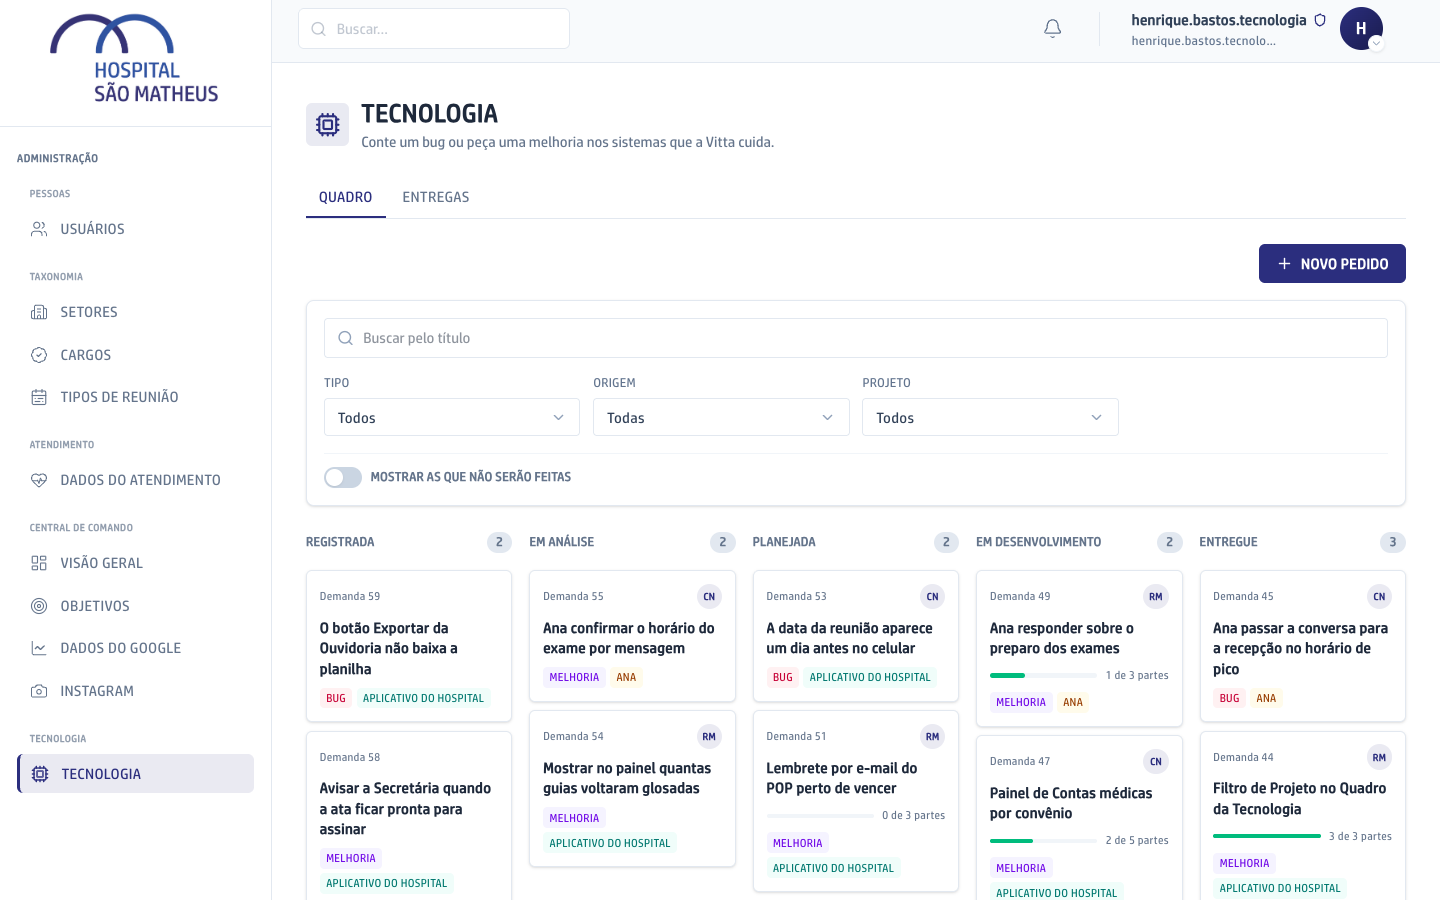 HOSPITAL
SÃO MATHEUS
ADMINISTRAÇÃO
PESSOAS
USUÁRIOS
TAXONOMIA
SETORES
CARGOS
TIPOS DE REUNIÃO
ATENDIMENTO
DADOS DO ATENDIMENTO
CENTRAL DE COMANDO
VISÃO GERAL
OBJETIVOS
DADOS DO GOOGLE
INSTAGRAM
TECNOLOGIA
TECNOLOGIA
Buscar...
henrique.bastos.tecnologia
henrique.bastos.tecnolo...
H
TECNOLOGIA
Conte um bug ou peça uma melhoria nos sistemas que a Vitta cuida.
QUADRO
ENTREGAS
NOVO PEDIDO
Buscar pelo título
TIPO
Todos
ORIGEM
Todas
PROJETO
Todos
MOSTRAR AS QUE NÃO SERÃO FEITAS
REGISTRADA 2
Demanda 59
O botão Exportar da
Ouvidoria não baixa a
planilha
BUG APLICATIVO DO HOSPITAL
Demanda 58
Avisar a Secretária quando
a ata ficar pronta para
assinar
MELHORIA
APLICATIVO DO HOSPITAL
EM ANÁLISE 2
Demanda 55 CN
Ana confirmar o horário do
exame por mensagem
MELHORIA ANA
Demanda 54 RM
Mostrar no painel quantas
guias voltaram glosadas
MELHORIA
APLICATIVO DO HOSPITAL
PLANEJADA 2
Demanda 53 CN
A data da reunião aparece
um dia antes no celular
BUG APLICATIVO DO HOSPITAL
Demanda 51 RM
Lembrete por e-mail do
POP perto de vencer
0 de 3 partes
MELHORIA
APLICATIVO DO HOSPITAL
EM DESENVOLVIMENTO 2
Demanda 49 RM
Ana responder sobre o
preparo dos exames
1 de 3 partes
MELHORIA ANA
Demanda 47 CN
Painel de Contas médicas
por convênio
2 de 5 partes
MELHORIA
APLICATIVO DO HOSPITAL
ENTREGUE 3
Demanda 45 CN
Ana passar a conversa para
a recepção no horário de
pico
BUG ANA
Demanda 44 RM
Filtro de Projeto no Quadro
da Tecnologia
3 de 3 partes
MELHORIA
APLICATIVO DO HOSPITAL